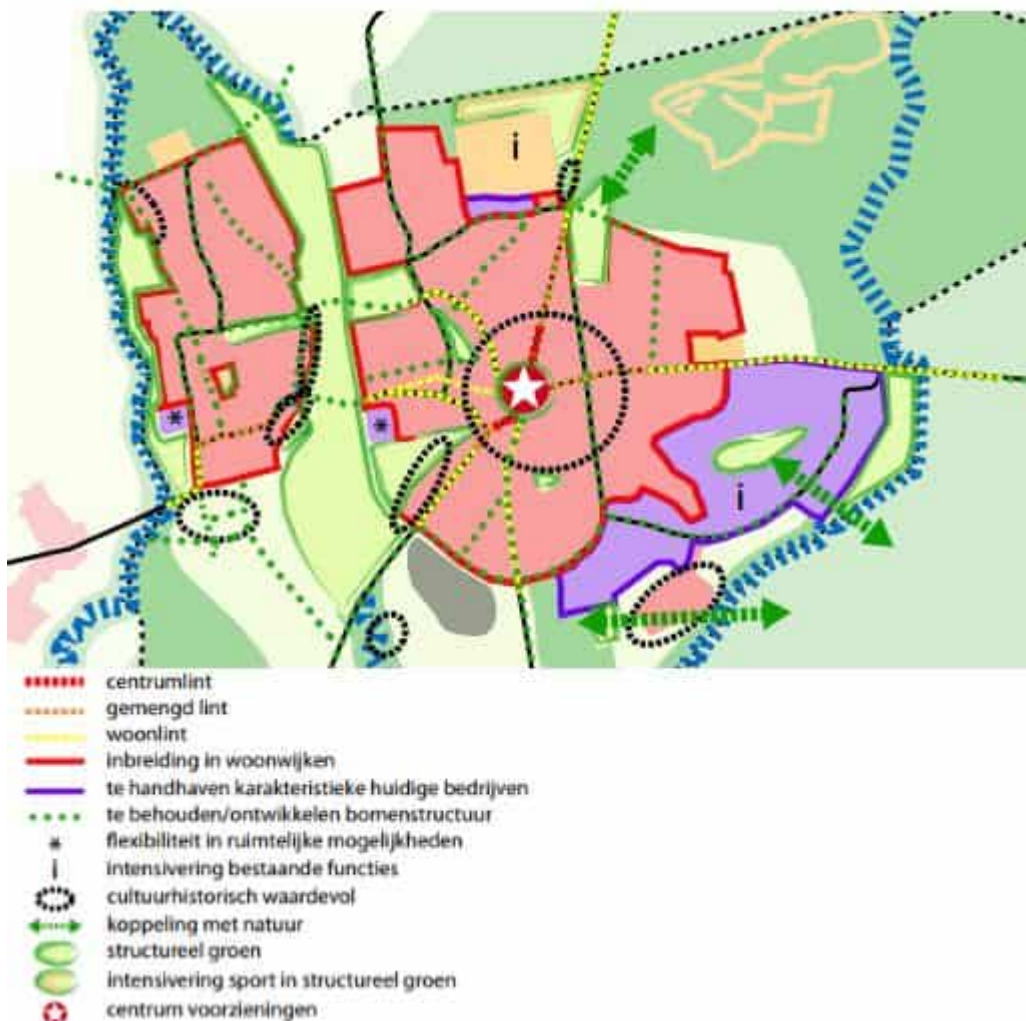 i
*
*
i
centrumlint
gemengd lint
woonlint
inbreiding in woonwijken
te handhaven karakteristieke huidige bedrijven
te behouden/ontwikkelen bomenstructuur
* flexibiliteit in ruimtelijke mogelijkheden
i intensivering bestaande functies
cultuurhistorisch waardevol
koppeling met natuur
structureel groen
intensivering sport in structureel groen
centrum voorzieningen